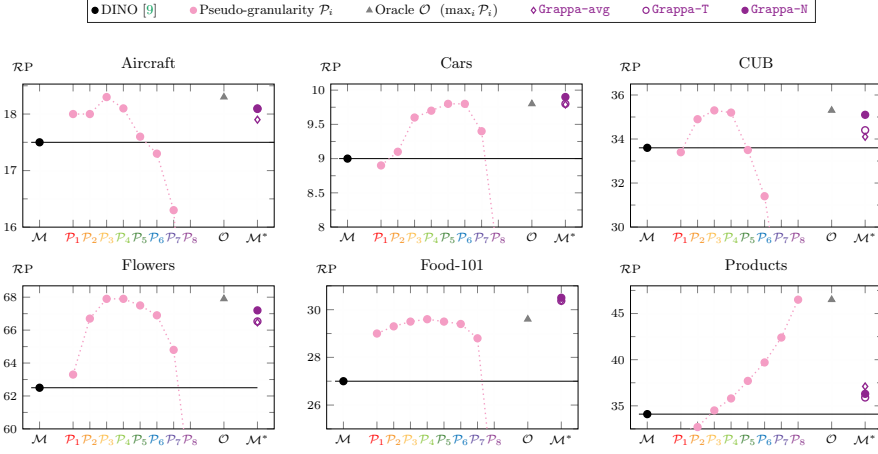 DINO [9] Pseudo-granularity 𝒫i Oracle 𝒪 (maxi 𝒫i) Grappa-avg Grappa-T Grappa-N
Aircraft
ℛP
18
17
16
ℳ 𝒫1 𝒫2 𝒫3 𝒫4 𝒫5 𝒫6 𝒫7 𝒫8 𝒪 ℳ*
Cars
ℛP
10
9.75
9.5
9
8.5
8
ℳ 𝒫1 𝒫2 𝒫3 𝒫4 𝒫5 𝒫6 𝒫7 𝒫8 𝒪 ℳ*
CUB
ℛP
36
34
32
30
ℳ 𝒫1 𝒫2 𝒫3 𝒫4 𝒫5 𝒫6 𝒫7 𝒫8 𝒪 ℳ*
Flowers
ℛP
68
66
64
62
60
ℳ 𝒫1 𝒫2 𝒫3 𝒫4 𝒫5 𝒫6 𝒫7 𝒫8 𝒪 ℳ*
Food-101
ℛP
30
28
26
ℳ 𝒫1 𝒫2 𝒫3 𝒫4 𝒫5 𝒫6 𝒫7 𝒫8 𝒪 ℳ*
Products
ℛP
45
40
35
ℳ 𝒫1 𝒫2 𝒫3 𝒫4 𝒫5 𝒫6 𝒫7 𝒫8 𝒪 ℳ*